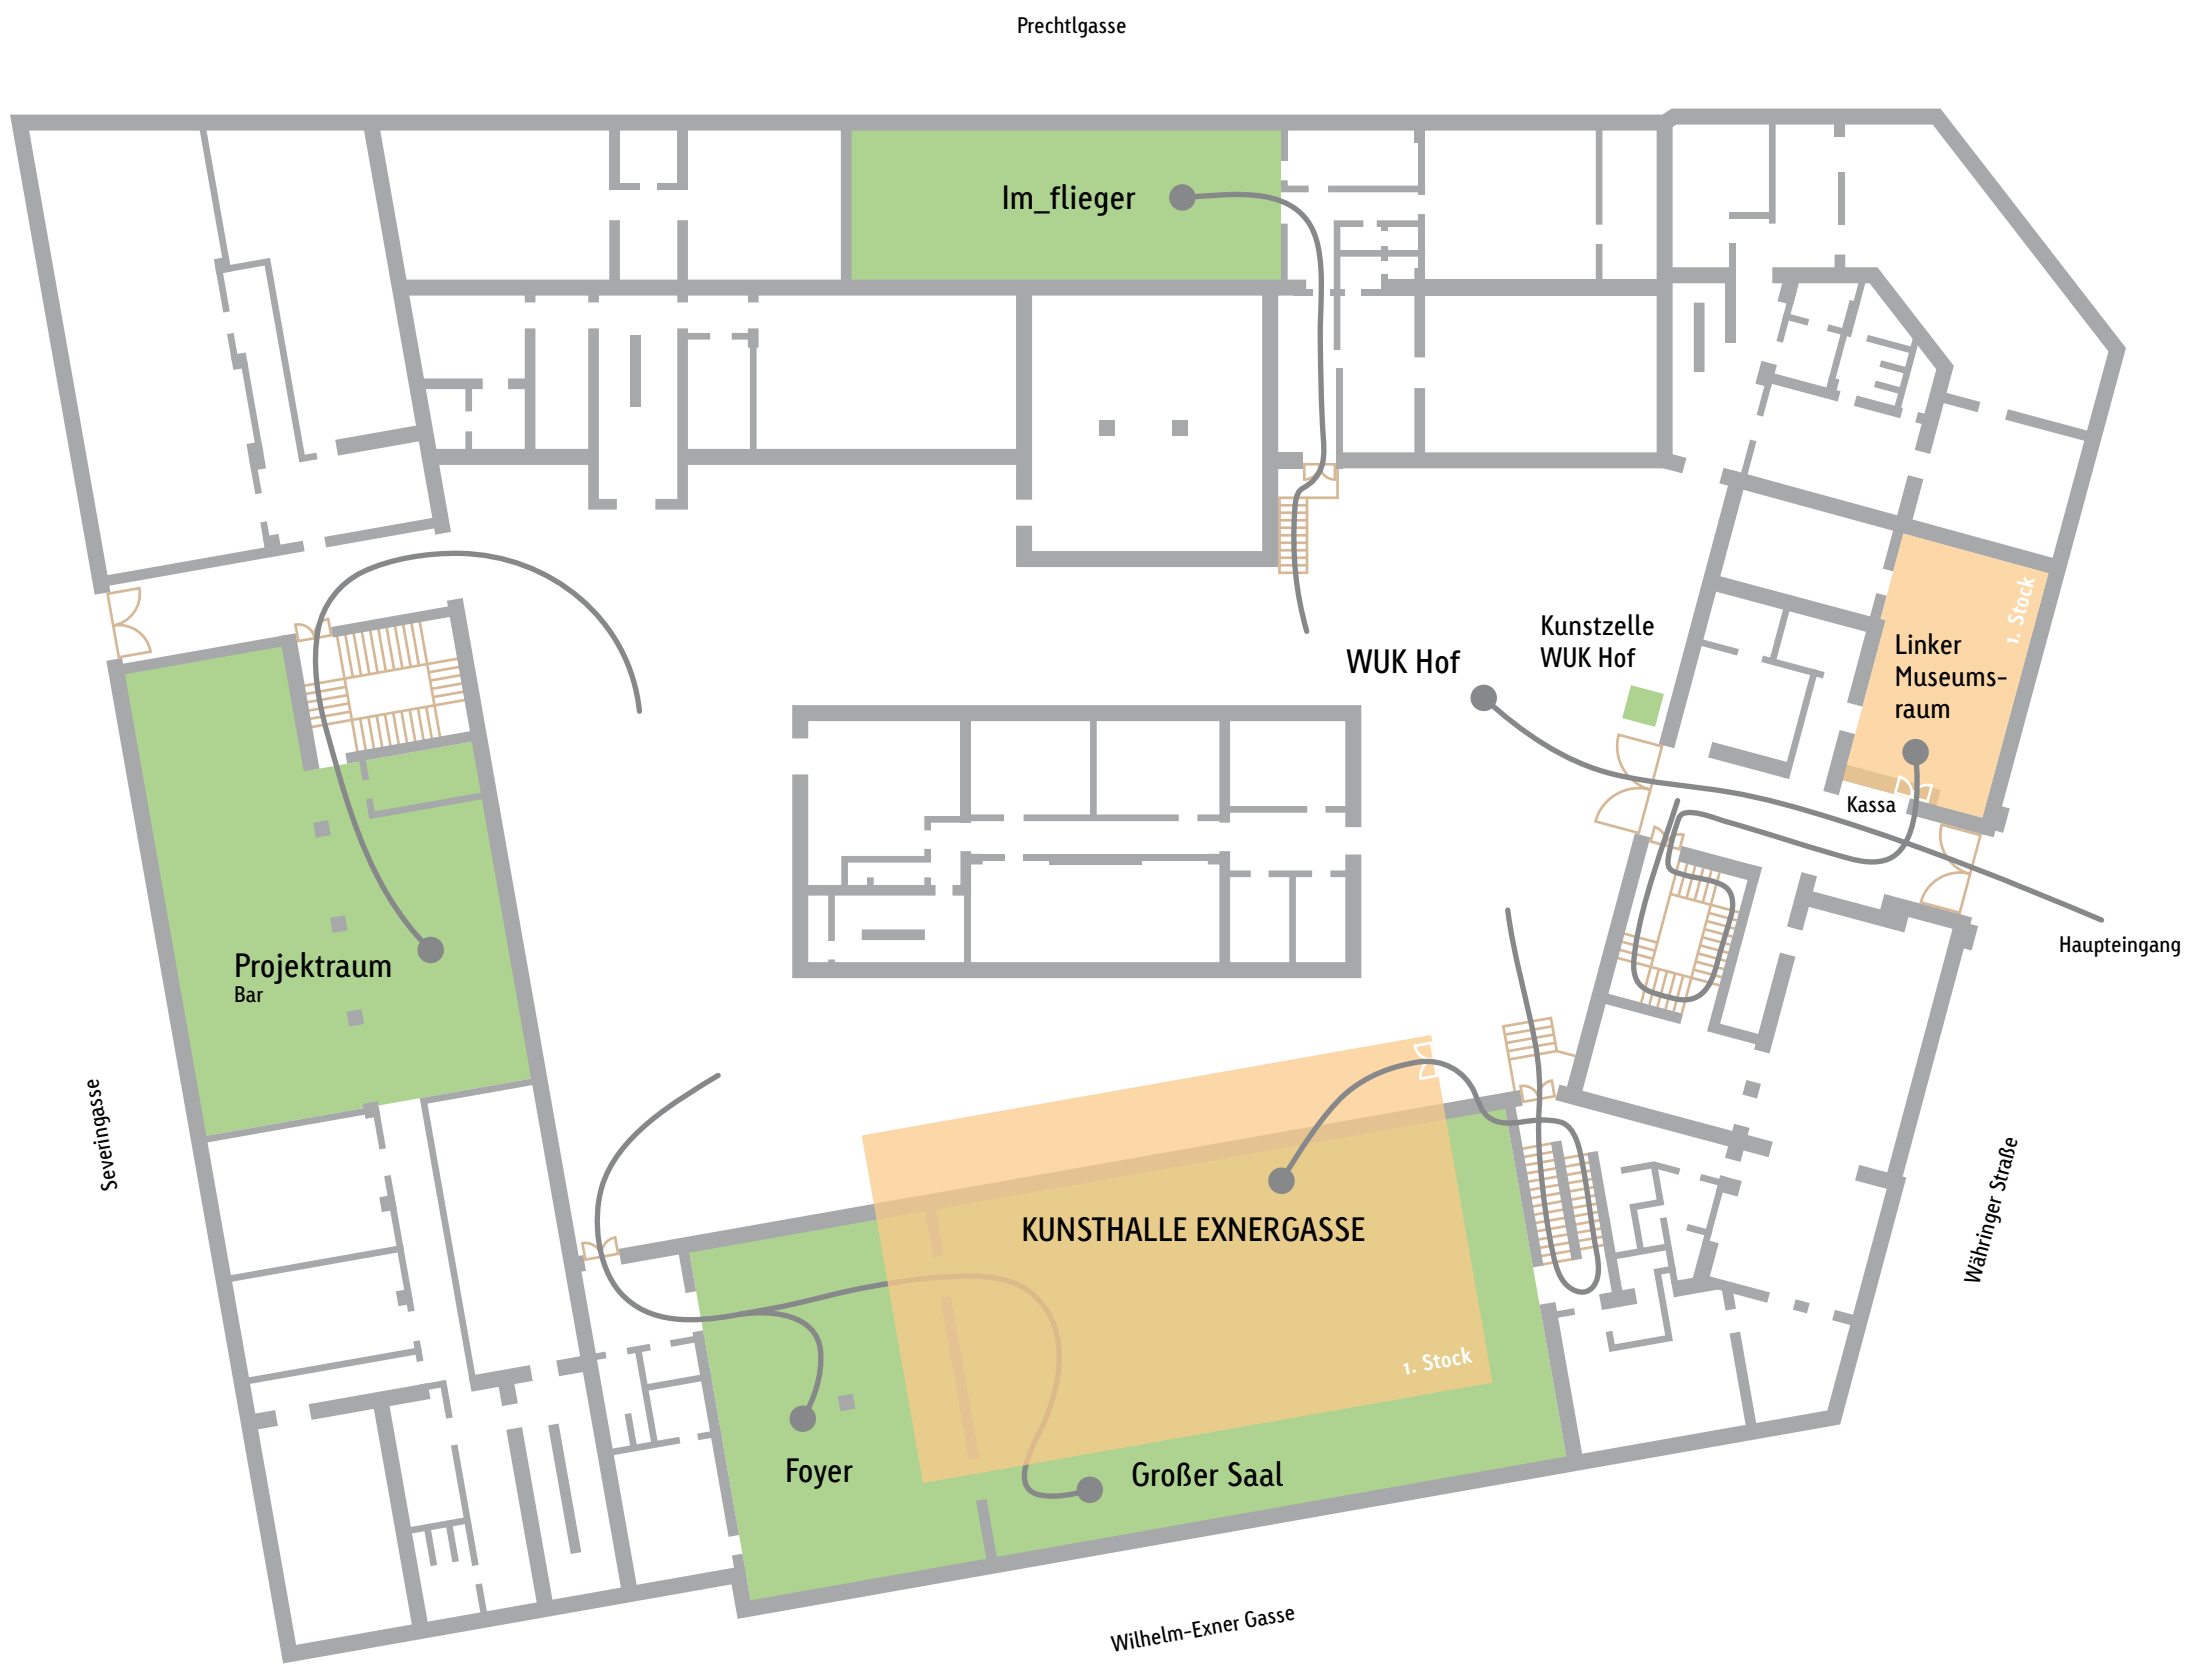 Prechtlgasse
Im_flieger
Kunstzelle
WUK Hof
WUK Hof
1. Stock
Linker
Museums-
raum
Kassa
Haupteingang
Projektraum
Bar
Severingasse
KUNSTHALLE EXNERGASSE
1. Stock
Währinger Straße
Foyer
Großer Saal
Wilhelm-Exner Gasse